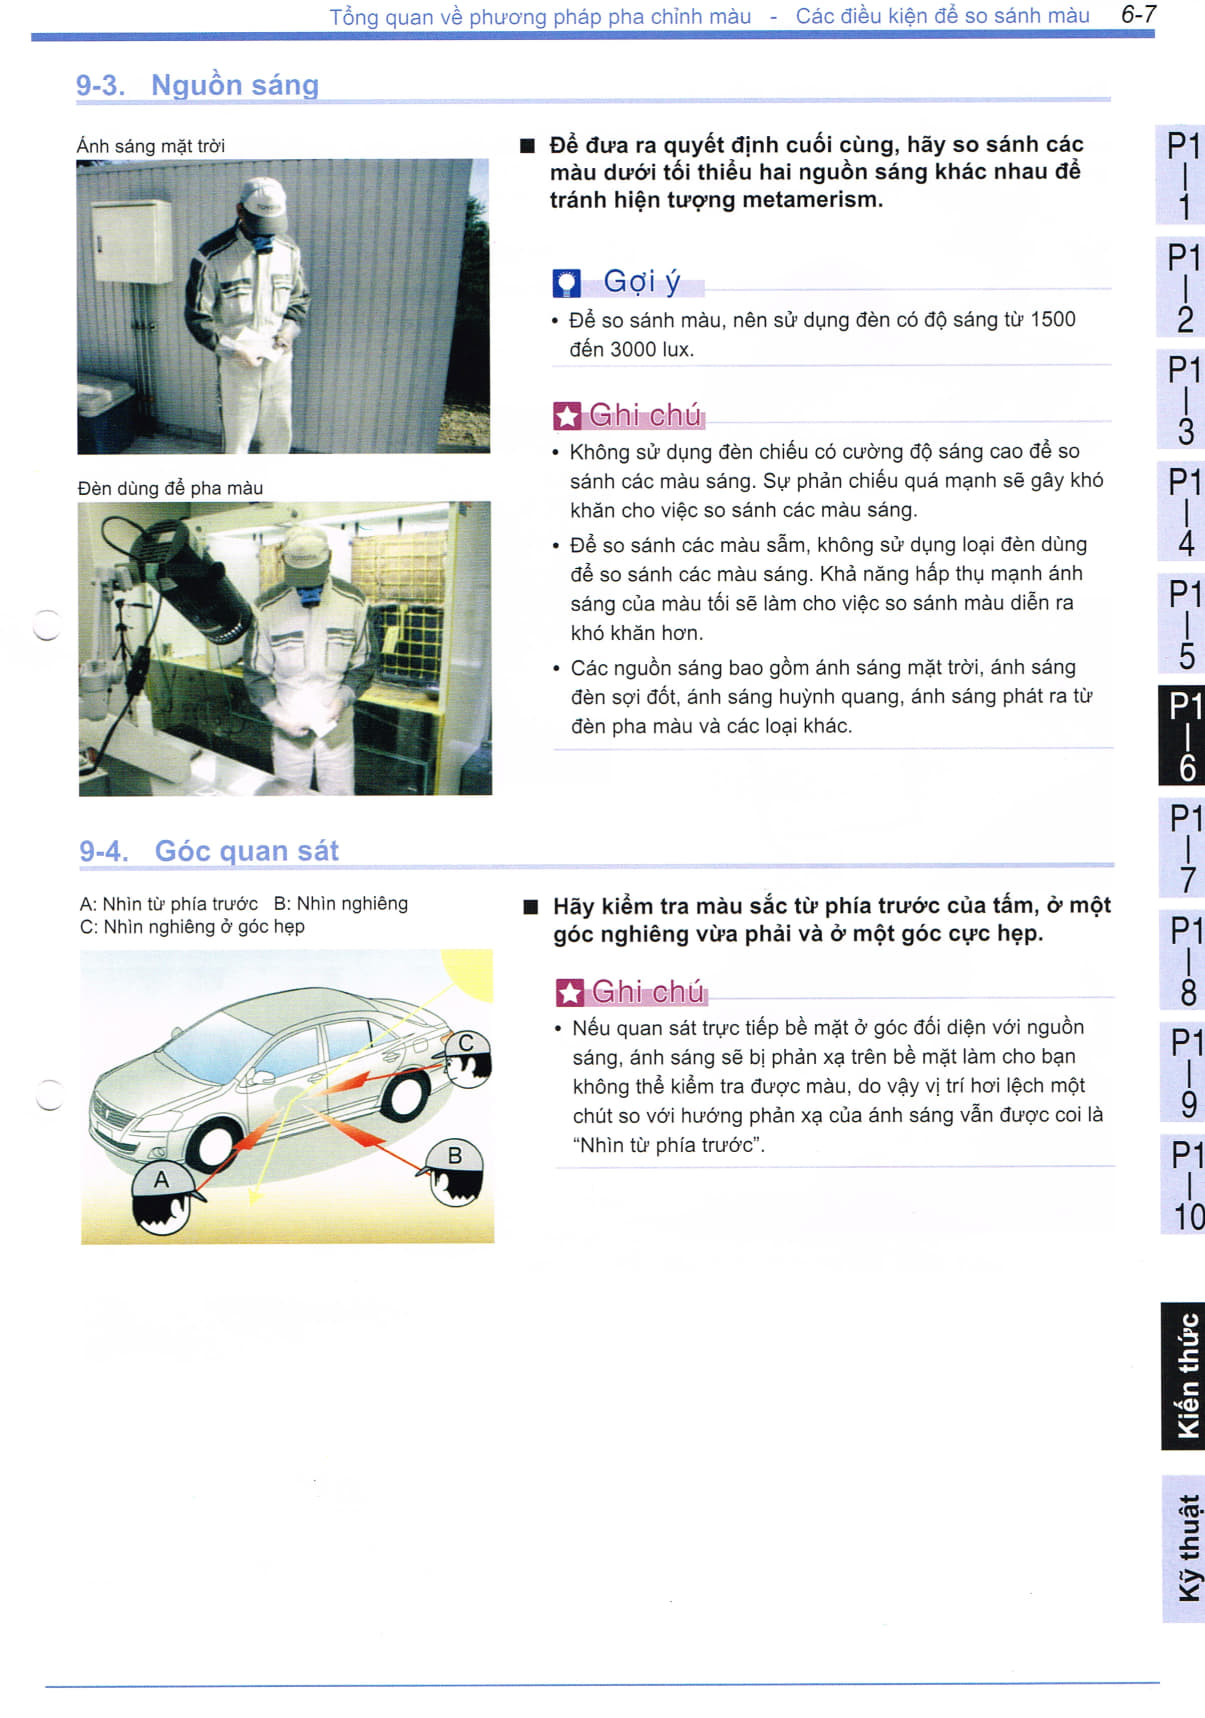 Tổng quan về phương pháp pha chỉnh màu - Các điều kiện để so sánh màu 6-7
9-3. Nguồn sáng
Ánh sáng mặt trời
TOYOTA
Đèn dùng để pha màu
TOYOTA
■ Để đưa ra quyết định cuối cùng, hãy so sánh các
màu dưới tối thiểu hai nguồn sáng khác nhau để
tránh hiện tượng metamerism.
Gợi ý
• Để so sánh màu, nên sử dụng đèn có độ sáng từ 1500
đến 3000 lux.
Ghi chú
• Không sử dụng đèn chiếu có cường độ sáng cao để so
sánh các màu sáng. Sự phản chiếu quá mạnh sẽ gây khó
khăn cho việc so sánh các màu sáng.
• Để so sánh các màu sẫm, không sử dụng loại đèn dùng
để so sánh các màu sáng. Khả năng hấp thụ mạnh ánh
sáng của màu tối sẽ làm cho việc so sánh màu diễn ra
khó khăn hơn.
• Các nguồn sáng bao gồm ánh sáng mặt trời, ánh sáng
đèn sợi đốt, ánh sáng huỳnh quang, ánh sáng phát ra từ
đèn pha màu và các loại khác.
9-4. Góc quan sát
A: Nhìn từ phía trước B: Nhìn nghiêng
C: Nhìn nghiêng ở góc hẹp
C
B
A
■ Hãy kiểm tra màu sắc từ phía trước của tấm, ở một
góc nghiêng vừa phải và ở một góc cực hẹp.
Ghi chú
• Nếu quan sát trực tiếp bề mặt ở góc đối diện với nguồn
sáng, ánh sáng sẽ bị phản xạ trên bề mặt làm cho bạn
không thể kiểm tra được màu, do vậy vị trí hơi lệch một
chút so với hướng phản xạ của ánh sáng vẫn được coi là
“Nhìn từ phía trước”.
P1
1
P1
2
P1
3
P1
4
P1
5
P1
6
P1
7
P1
8
P1
9
P1
10
Kiến thức
Kỹ thuật